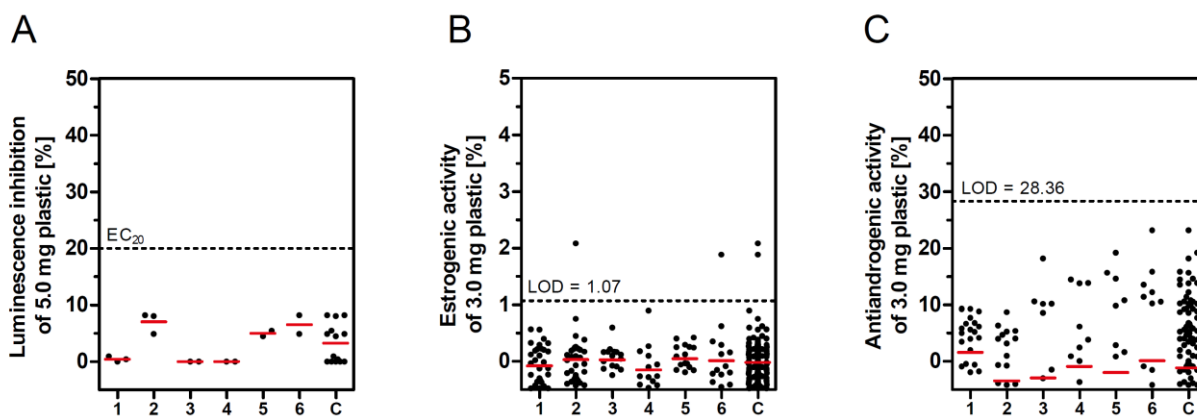 A
Luminescence inhibition
of 5.0 mg plastic [%]
50
40
30
20
10
0
EC20
1 2 3 4 5 6 C
B
Estrogenic activity
of 3.0 mg plastic [%]
5
4
3
2
1
0
LOD = 1.07
1 2 3 4 5 6 C
C
Antiandrogenic activity
of 3.0 mg plastic [%]
50
40
30
20
10
0
LOD = 28.36
1 2 3 4 5 6 C